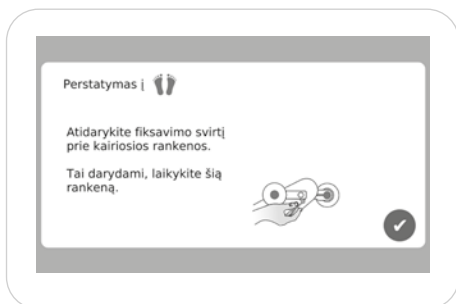 Perstatymas į
Atidarykite fiksavimo svirtį
prie kairiosios rankenos.
Tai darydami, laikykite šią
rankeną.